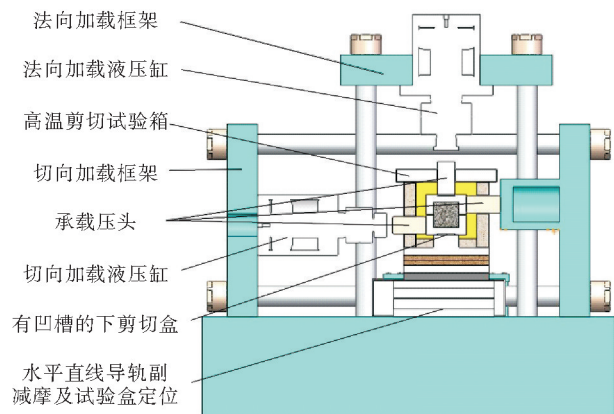 法向加载框架
法向加载液压缸
高温剪切试验箱
切向加载框架
承载压头
切向加载液压缸
有凹槽的下剪切盒
水平直线导轨副
减摩及试验盒定位